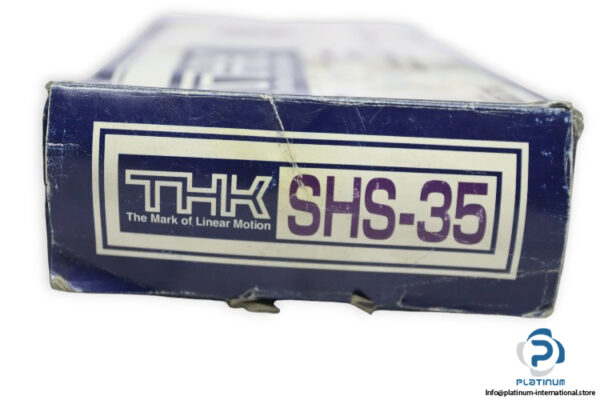 THK
The Mark of Linear Motion
SHS-35
PLATINUM
Info@platinum-international.store